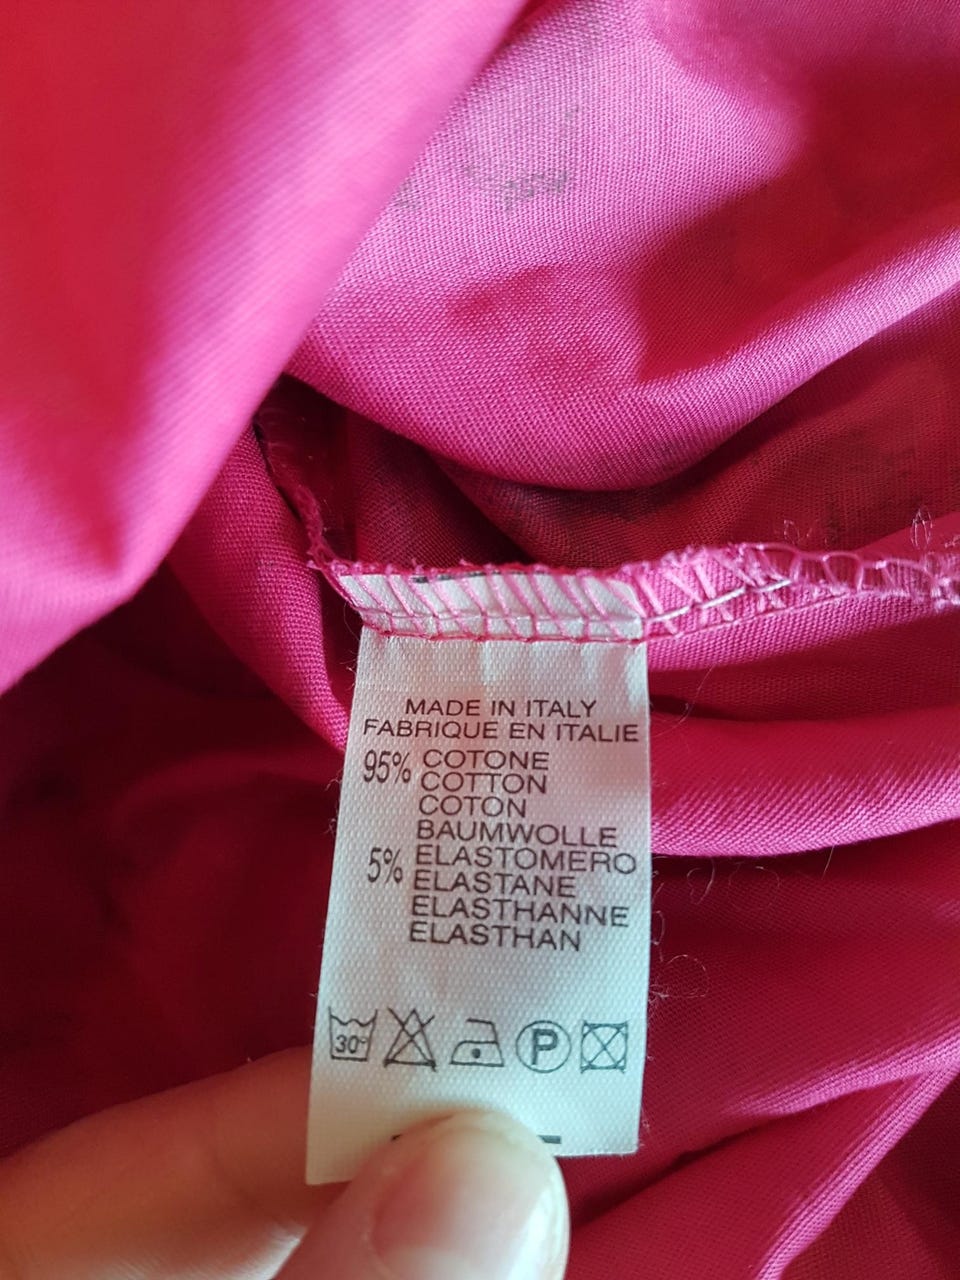 MADE IN ITALY
FABRIQUE EN ITALIE
95% COTONE
COTTON
COTON
BAUMWOLLE
5% ELASTOMERO
ELASTANE
ELASTHANNE
ELASTHAN
30° P